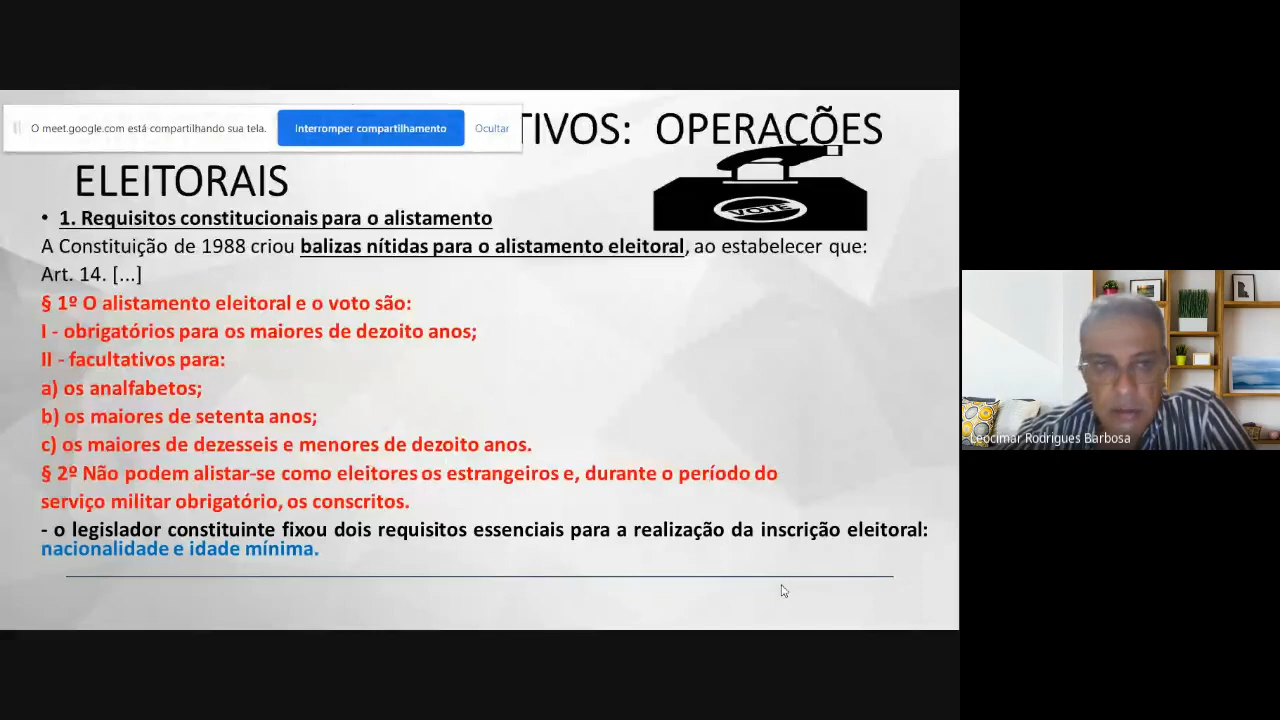 O meet.google.com está compartilhando sua tela. Interromper compartilhamento Ocultar
TIVOS: OPERAÇÕES
ELEITORAIS
VOTE
• 1. Requisitos constitucionais para o alistamento
A Constituição de 1988 criou balizas nítidas para o alistamento eleitoral, ao estabelecer que:
Art. 14. [...]
§ 1º O alistamento eleitoral e o voto são:
I - obrigatórios para os maiores de dezoito anos;
II - facultativos para:
a) os analfabetos;
b) os maiores de setenta anos;
c) os maiores de dezesseis e menores de dezoito anos.
§ 2º Não podem alistar-se como eleitores os estrangeiros e, durante o período do
serviço militar obrigatório, os conscritos.
- o legislador constituinte fixou dois requisitos essenciais para a realização da inscrição eleitoral:
nacionalidade e idade mínima.
Leocimar Rodrigues Barbosa